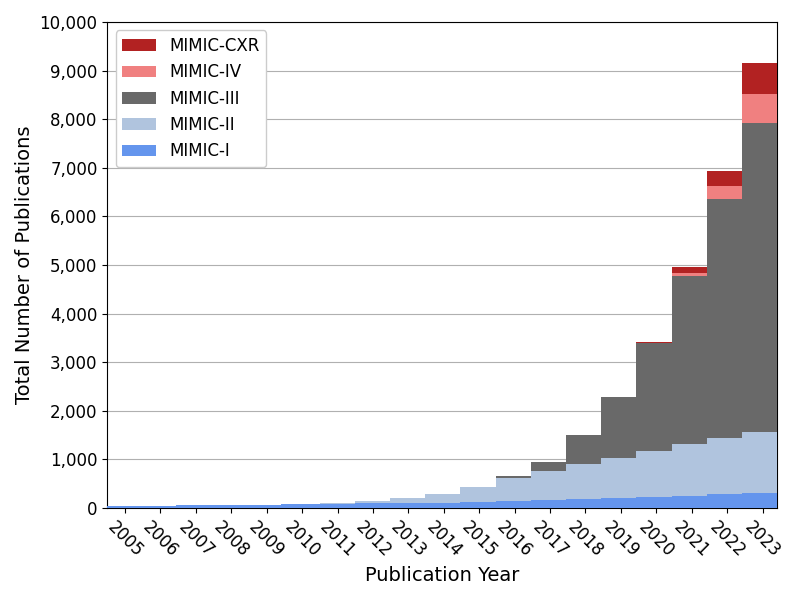 10,000
9,000
8,000
7,000
6,000
5,000
4,000
3,000
2,000
1,000
0
Total Number of Publications
MIMIC-CXR
MIMIC-IV
MIMIC-III
MIMIC-II
MIMIC-I
2005 2006 2007 2008 2009 2010 2011 2012 2013 2014 2015 2016 2017 2018 2019 2020 2021 2022 2023
Publication Year